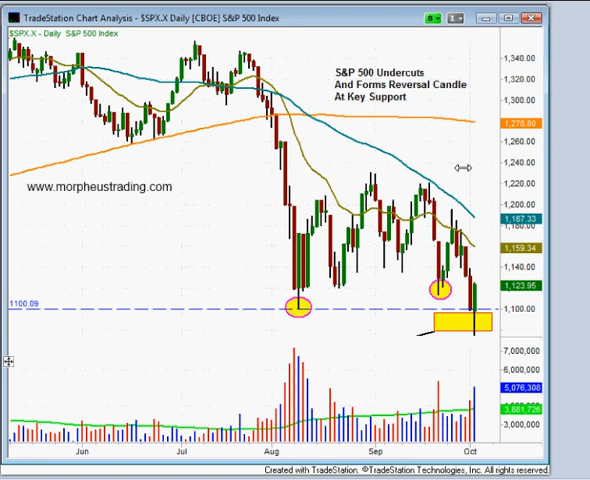 TradeStation Chart Analysis - $SPX.X Daily [CBOE] S&P 500 Index
$SPX.X - Daily S&P 500 Index
S&P 500 Undercuts
And Forms Reversal Candle
At Key Support
www.morpheustrading.com
1100.09
1,340.00
1,320.00
1,300.00
1,278.80
1,260.00
1,240.00
1,220.00
1,200.00
1,187.33
1,159.34
1,140.00
1,123.95
1,100.00
7,000,000
5,076,308
3,881,726
3,000,000
Jun
Jul
Aug
Sep
Oct
Created with TradeStation. ©TradeStation Technologies, Inc. All rights reserved.